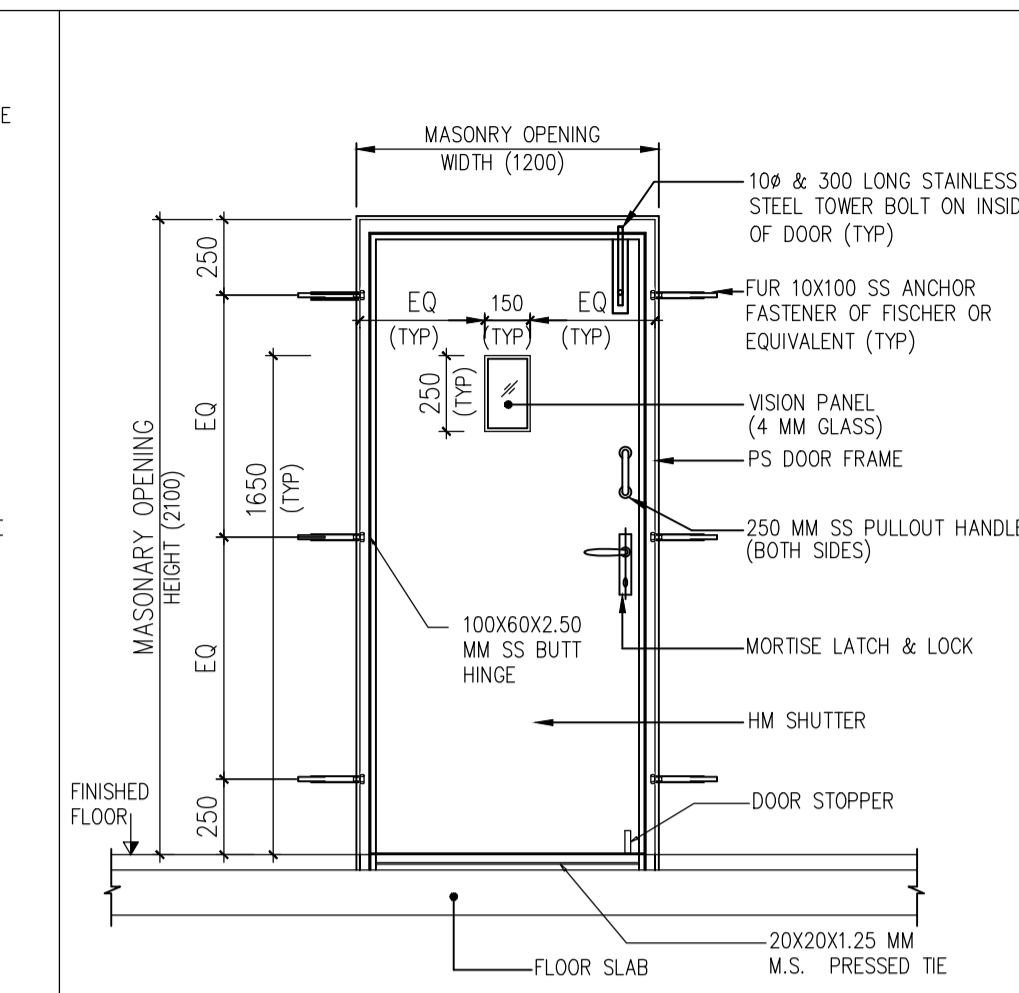 E
MASONRY OPENING
WIDTH (1200)
10ø & 300 LONG STAINLESS
STEEL TOWER BOLT ON INSID
OF DOOR (TYP)
250
FUR 10X100 SS ANCHOR
FASTENER OF FISCHER OR
EQUIVALENT (TYP)
EQ
(TYP)
150
(TYP)
EQ
(TYP)
250
(TYP)
VISION PANEL
(4 MM GLASS)
PS DOOR FRAME
EQ
1650
(TYP)
MASONARY OPENING
HEIGHT (2100)
250 MM SS PULLOUT HANDLE
(BOTH SIDES)
100X60X2.50
MM SS BUTT
HINGE
MORTISE LATCH & LOCK
EQ
HM SHUTTER
FINISHED
FLOOR
250
DOOR STOPPER
20X20X1.25 MM
M.S. PRESSED TIE
FLOOR SLAB